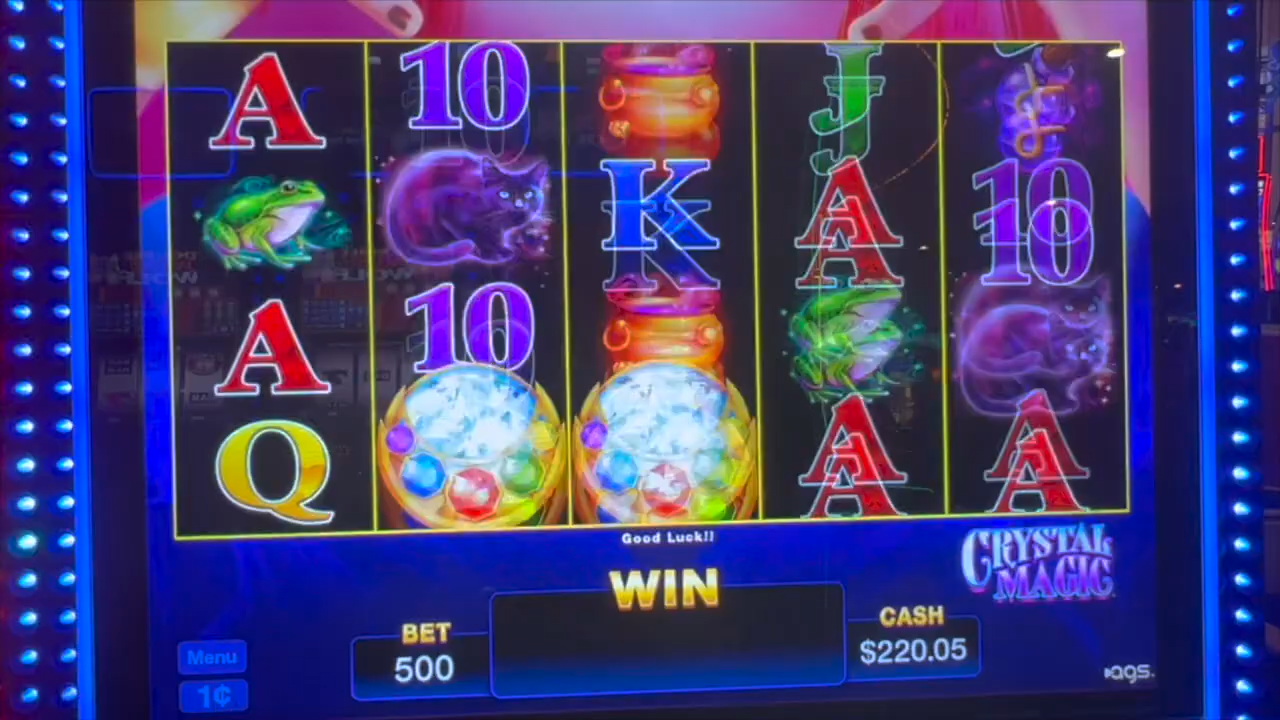 A 10 J
K A 10
10
A
Q A A
Good Luck!!
CRYSTAL
MAGIC
WIN
BET CASH
500 $220.05
Menu
1¢
ags.